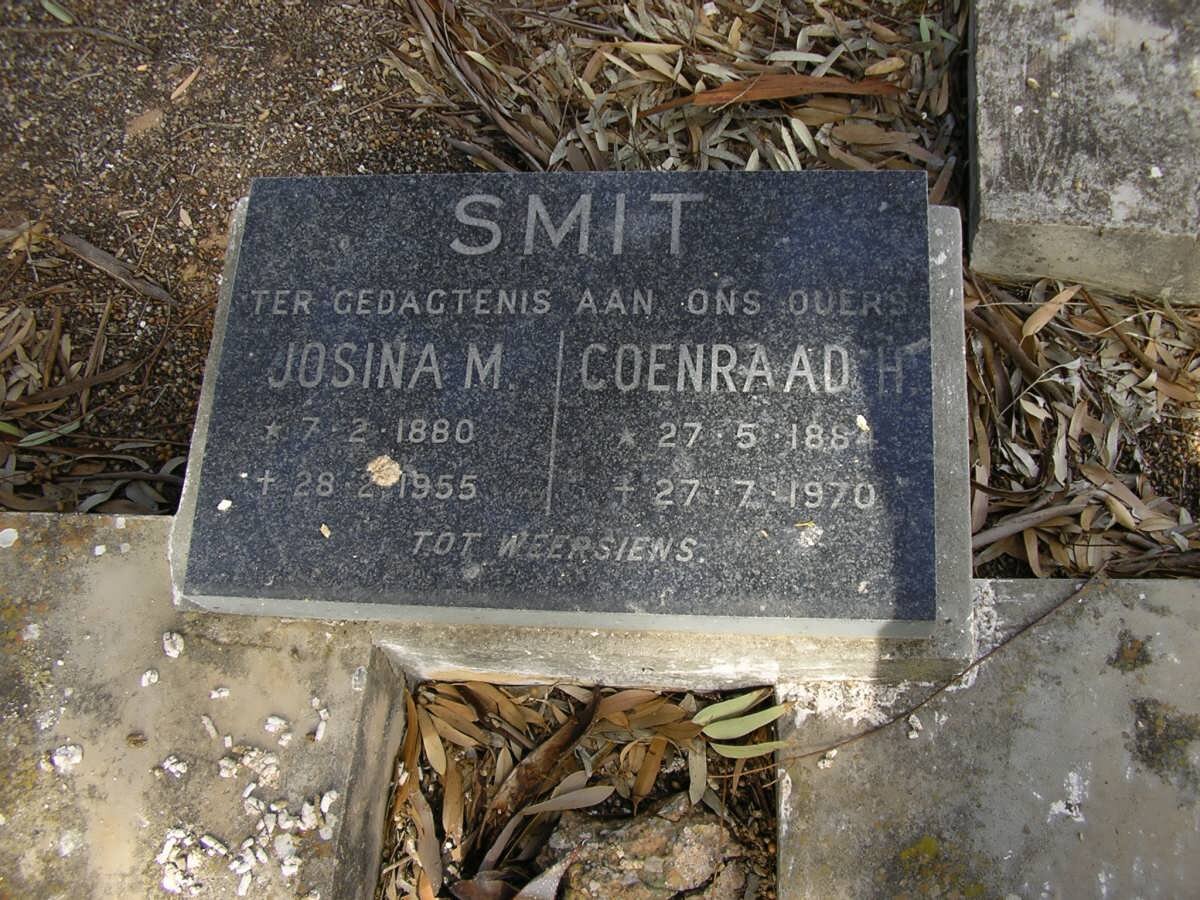 SMIT
TER GEDAGTENIS AAN ONS OUERS
JOSINA M. COENRAAD H.
★ 7·2·1880 ★ 27·5·1884
† 28·2·1955 † 27·7·1970
TOT WEERSIENS.